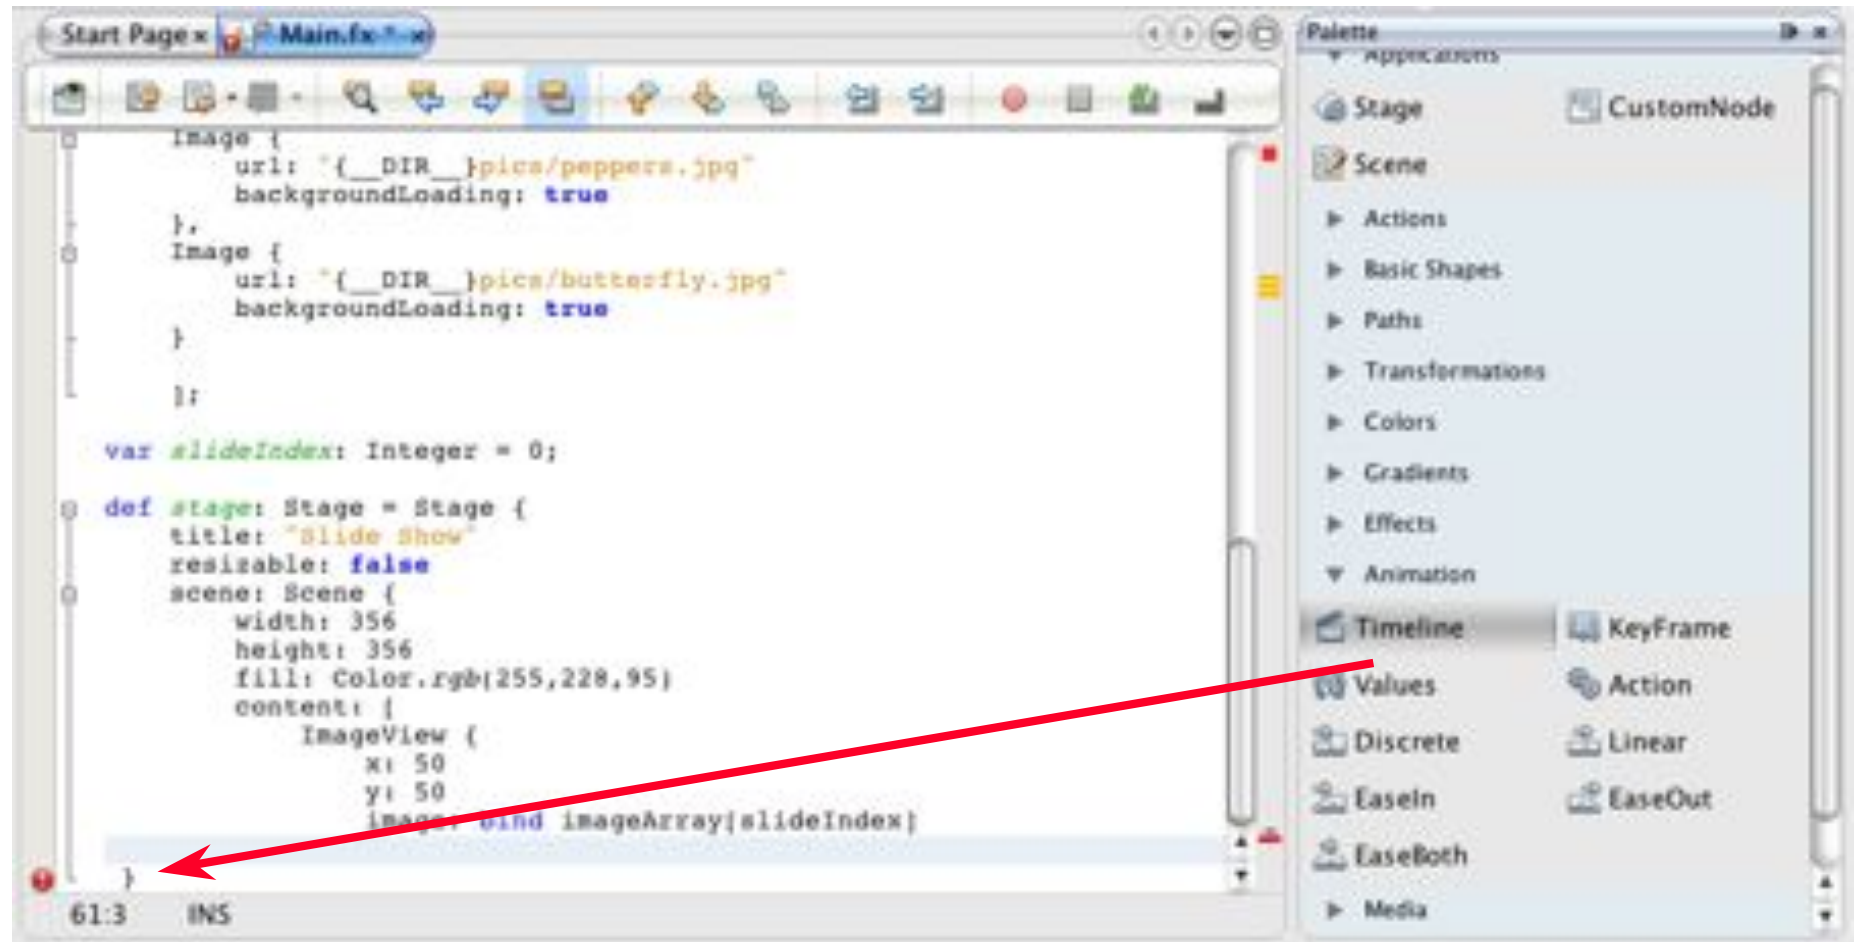 Start Page
Main.fx *
Image {
url: "{__DIR__}pics/peppers.jpg"
backgroundLoading: true
},
Image {
url: "{__DIR__}pics/butterfly.jpg"
backgroundLoading: true
}
];
var slideIndex: Integer = 0;
def stage: Stage = Stage {
title: "Slide Show"
resizable: false
scene: Scene {
width: 356
height: 356
fill: Color.rgb(255,228,95)
content: [
ImageView {
x: 50
y: 50
image: bind imageArray[slideIndex]
}
61:3 INS
Palette
Applications
Stage CustomNode
Scene
Actions
Basic Shapes
Paths
Transformations
Colors
Gradients
Effects
Animation
Timeline KeyFrame
Values Action
Discrete Linear
EaseIn EaseOut
EaseBoth
Media